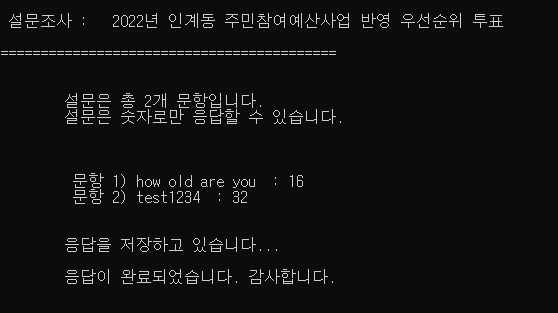 설문조사 :   2022년 인계동 주민참여예산사업 반영 우선순위 투표
==========================================
설문은 총 2개 문항입니다.
설문은 숫자로만 응답할 수 있습니다.
문항 1) how old are you  : 16
문항 2) test1234  : 32
응답을 저장하고 있습니다...
응답이 완료되었습니다. 감사합니다.